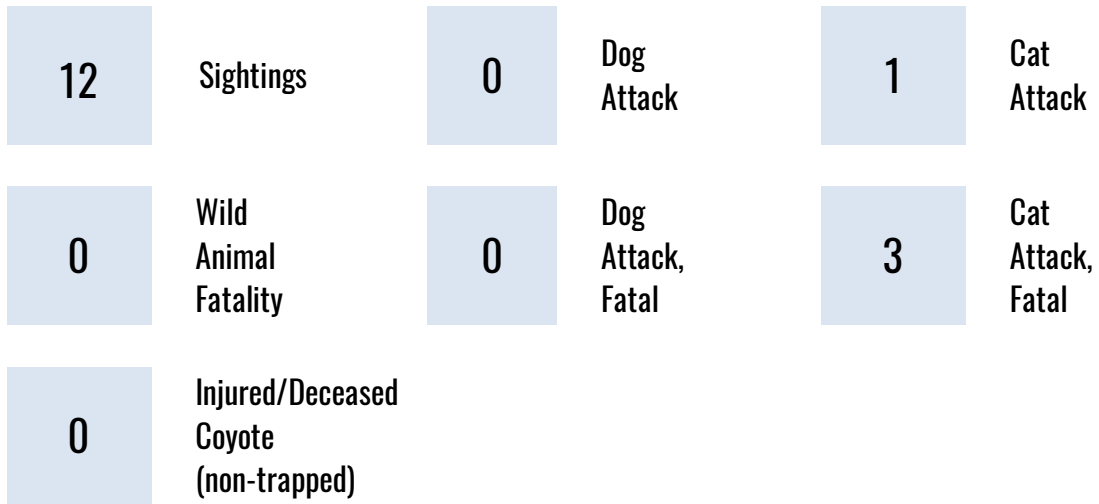 12
Sightings
0
Dog
Attack
1
Cat
Attack
0
Wild
Animal
Fatality
0
Dog
Attack,
Fatal
3
Cat
Attack,
Fatal
0
Injured/Deceased
Coyote
(non-trapped)